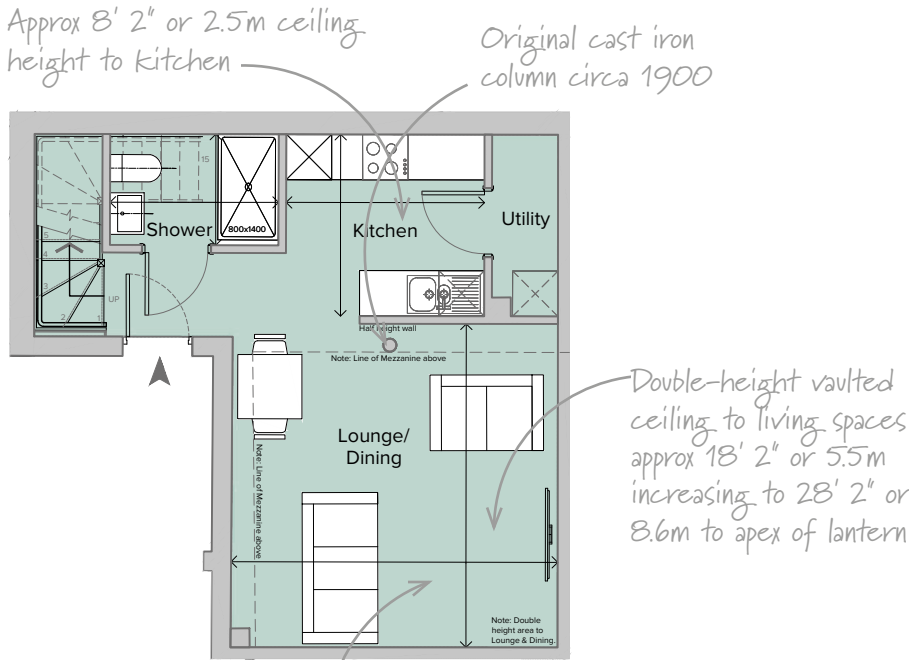 Approx 8' 2" or 2.5m ceiling
height to kitchen
Original cast iron
column circa 1900
15
Shower
800x1400
Kitchen
Utility
5
4
3
2
1
UP
Half height wall
Note: Line of Mezzanine above
Lounge/
Dining
Note: Line of Mezzanine above
Double-height vaulted
ceiling to living spaces
approx 18' 2" or 5.5m
increasing to 28' 2" or
8.6m to apex of lantern
Note: Double
height area to
Lounge & Dining.